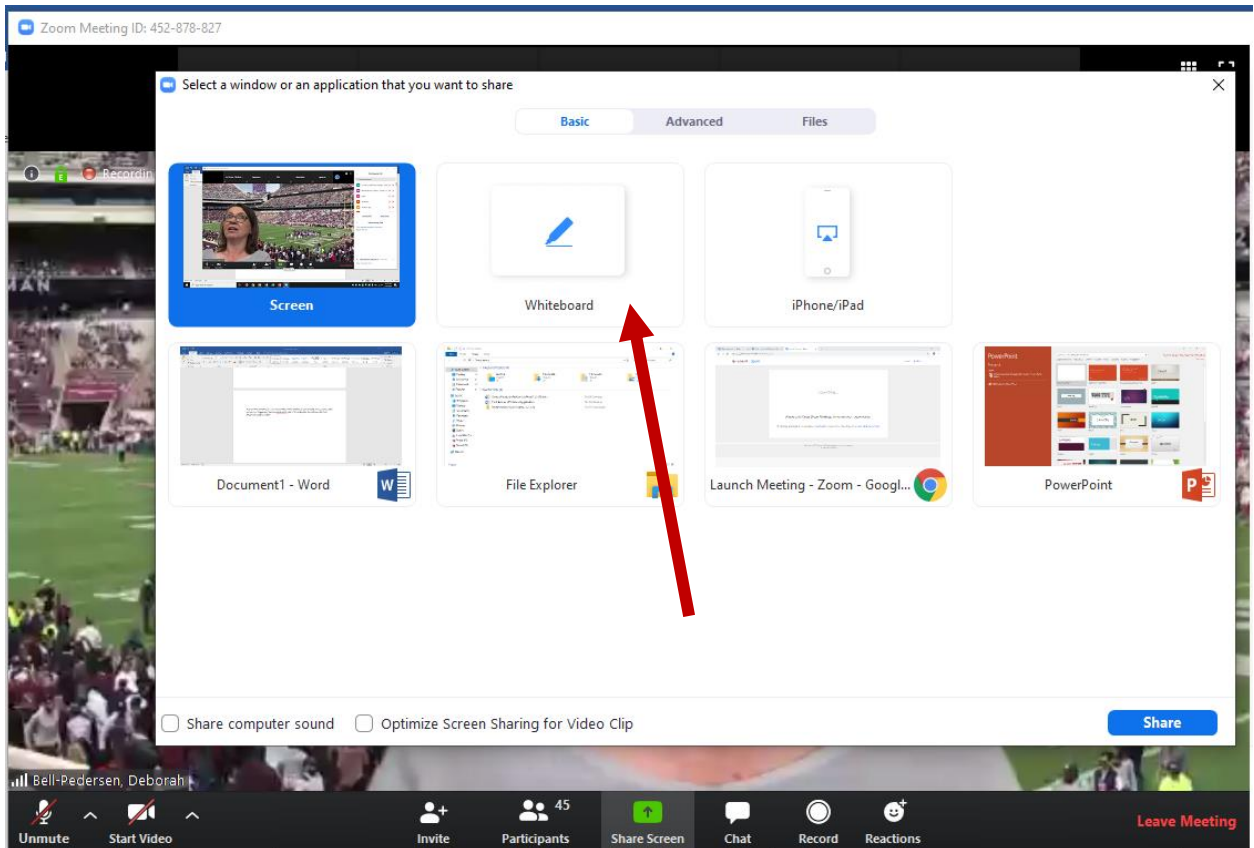 Zoom Meeting ID: 452-878-827
Select a window or an application that you want to share
Basic
Advanced
Files
Screen
Whiteboard
iPhone/iPad
Document1 - Word
File Explorer
Launch Meeting - Zoom - Googl...
PowerPoint
Share computer sound
Optimize Screen Sharing for Video Clip
Share
Bell-Pedersen, Deborah
Unmute
Start Video
Invite
Participants
45
Share Screen
Chat
Record
Reactions
Leave Meeting